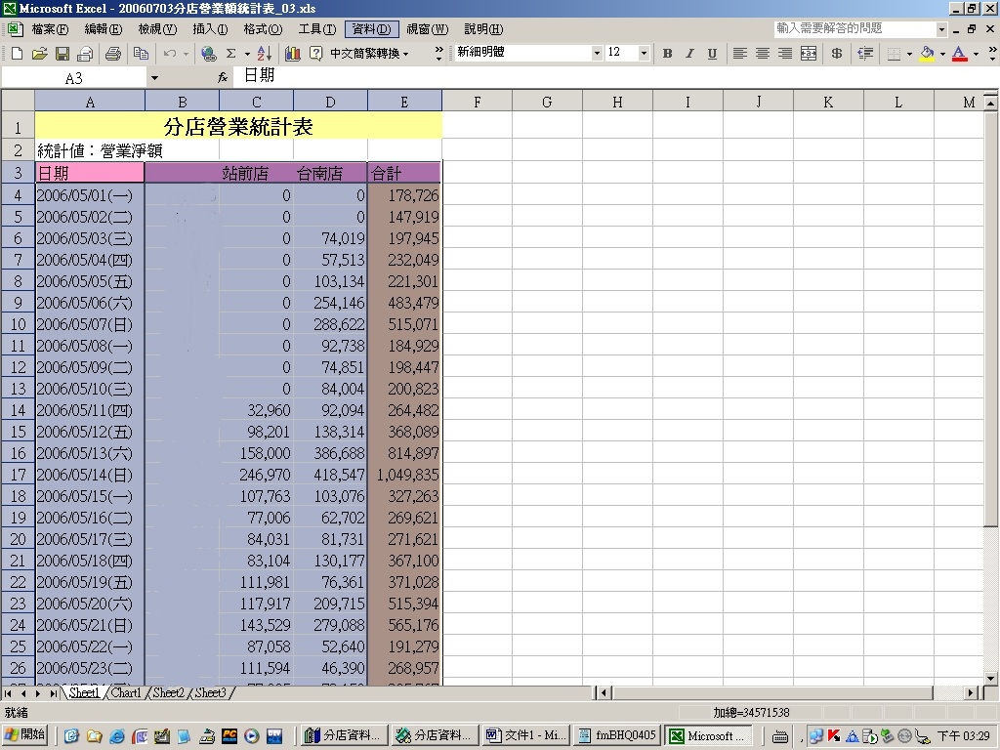 Microsoft Excel - 20060703分店營業額統計表_03.xls
檔案(F) 編輯(E) 檢視(V) 插入(I) 格式(O) 工具(T) 資料(D) 視窗(W) 說明(H) 輸入需要解答的問題
中文簡繁轉換 新細明體 12 B I U $ A
A3 fx 日期
A B C D E F G H I J K L M
1 分店營業統計表
2 統計值：營業淨額
3 日期 站前店 台南店 合計
4 2006/05/01(一) 0 0 178,726
5 2006/05/02(二) 0 0 147,919
6 2006/05/03(三) 0 74,019 197,945
7 2006/05/04(四) 0 57,513 232,049
8 2006/05/05(五) 0 103,134 221,301
9 2006/05/06(六) 0 254,146 483,479
10 2006/05/07(日) 0 288,622 515,071
11 2006/05/08(一) 0 92,738 184,929
12 2006/05/09(二) 0 74,851 198,447
13 2006/05/10(三) 0 84,004 200,823
14 2006/05/11(四) 32,960 92,094 264,482
15 2006/05/12(五) 98,201 138,314 368,089
16 2006/05/13(六) 158,000 386,688 814,897
17 2006/05/14(日) 246,970 418,547 1,049,835
18 2006/05/15(一) 107,763 103,076 327,263
19 2006/05/16(二) 77,006 62,702 269,621
20 2006/05/17(三) 84,031 81,731 271,621
21 2006/05/18(四) 83,104 130,177 367,100
22 2006/05/19(五) 111,981 76,361 371,028
23 2006/05/20(六) 117,917 209,715 515,394
24 2006/05/21(日) 143,529 279,088 565,176
25 2006/05/22(一) 87,058 52,640 191,279
26 2006/05/23(二) 111,594 46,390 268,957
Sheet1 Chart1 Sheet2 Sheet3
就緒 加總=34571538
開始 分店資料... 分店資料... 文件1 - Mi... fmBHQ0405 Microsoft ... 下午 03:29